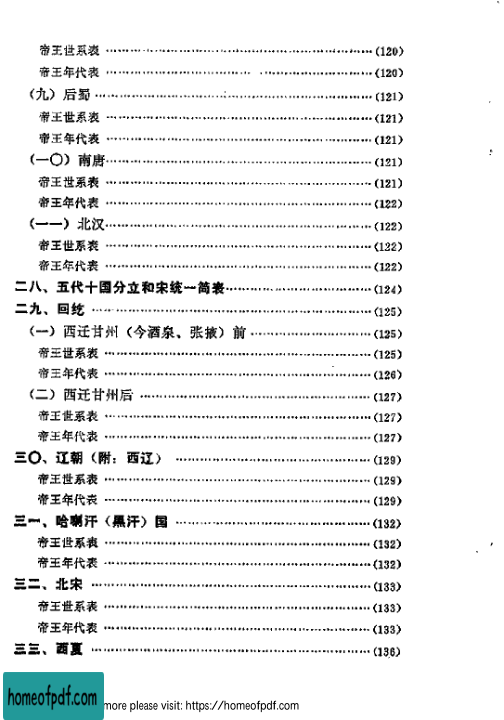 帝王世系表 ……(120)
帝王年代表 ……(120)
(九)后蜀 ……(121)
帝王世系表 ……(121)
帝王年代表 ……(121)
(一〇)南唐……(121)
帝王世系表 ……(121)
帝王年代表 ……(122)
(一一)北汉……(122)
帝王世系表 ……(122)
帝王年代表 ……(122)
二八、五代十国分立和宋统一简表……(124)
二九、回纥 ……(125)
(一)西迁甘州(今酒泉、张掖)前 ……(125)
帝王世系表 ……(125)
帝王年代表 ……(126)
(二)西迁甘州后 ……(127)
帝王世系表 ……(127)
帝王年代表 ……(127)
三〇、辽朝(附:西辽) ……(129)
帝王世系表 ……(129)
帝王年代表 ……(129)
三一、哈喇汗(黑汗)国 ……(132)
帝王世系表 ……(132)
帝王年代表 ……(132)
三二、北宋 ……(133)
帝王世系表 ……(133)
帝王年代表 ……(133)
三三、西夏 ……(136)
homeofpdf.com
more please visit: https://homeofpdf.com